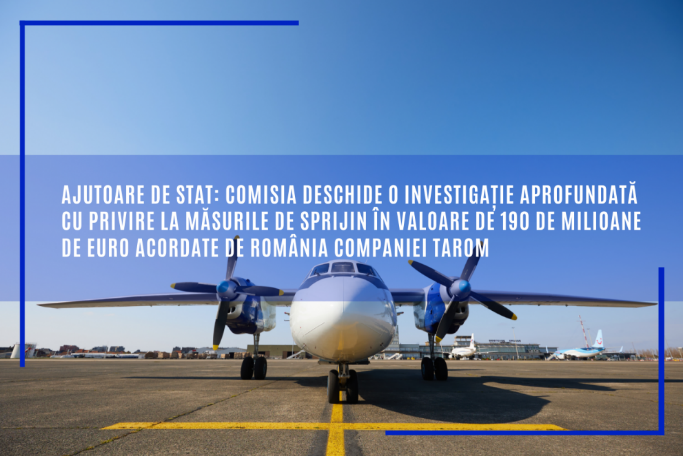 AJUTOARE DE STAT: COMISIA DESCHIDE O INVESTIGAȚIE APROFUNDATĂ
CU PRIVIRE LA MĂSURILE DE SPRIJIN ÎN VALOARE DE 190 DE MILIOANE
DE EURO ACORDATE DE ROMÂNIA COMPANIEI TAROM